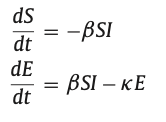 dS/dt = −βSI
dE/dt = βSI − κE